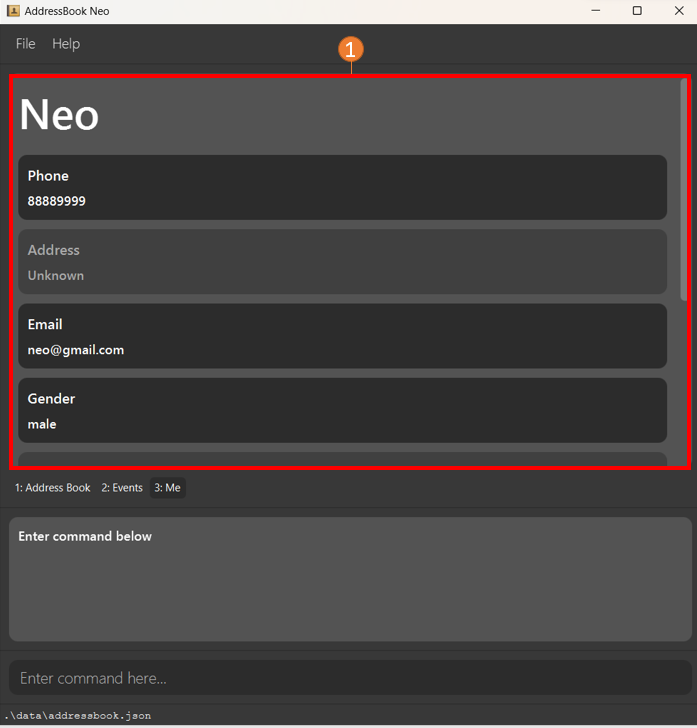 AddressBook Neo
File Help
1
Neo
Phone
88889999
Address
Unknown
Email
neo@gmail.com
Gender
male
1: Address Book 2: Events 3: Me
Enter command below
Enter command here...
.\data\addressbook.json